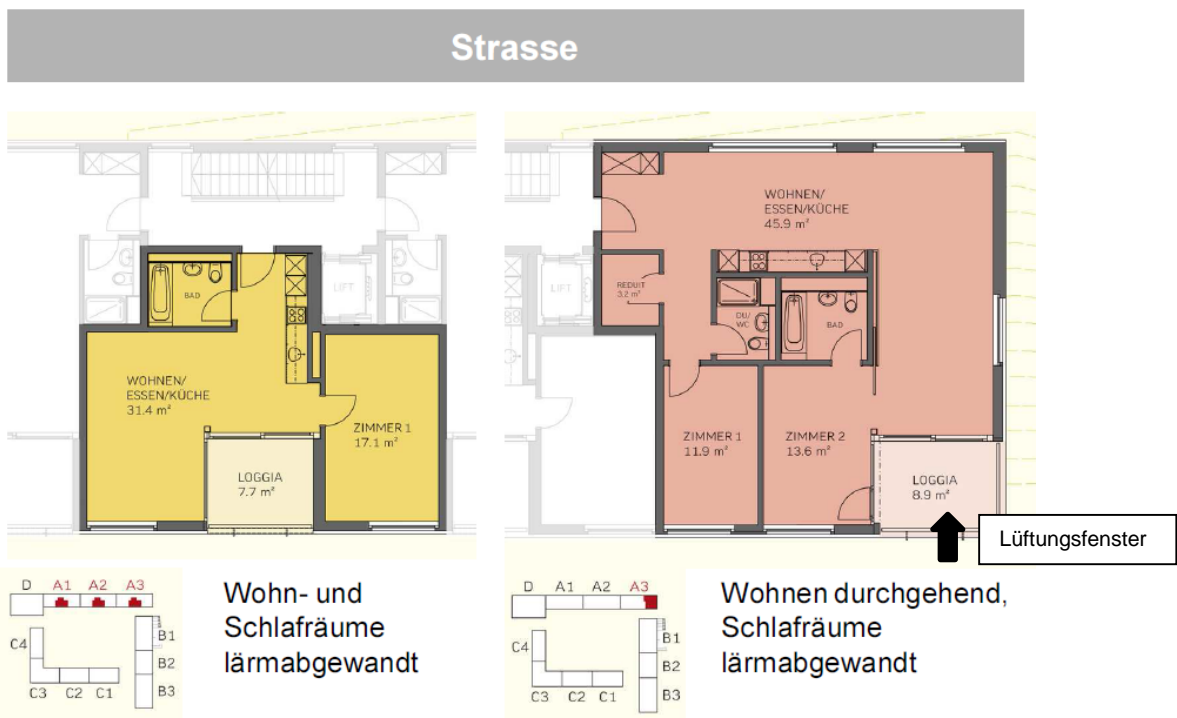 Strasse
BAD
LIFT
WOHNEN/
ESSEN/KÜCHE
31.4 m²
ZIMMER 1
17.1 m²
LOGGIA
7.7 m²
WOHNEN/
ESSEN/KÜCHE
45.9 m²
LIFT
REDUIT
3.2 m²
DU/
WC
BAD
ZIMMER 1
11.9 m²
ZIMMER 2
13.6 m²
LOGGIA
8.9 m²
Lüftungsfenster
D A1 A2 A3
C4
B1
B2
B3
C3 C2 C1
Wohn- und
Schlafräume
lärmabgewandt
D A1 A2 A3
C4
B1
B2
B3
C3 C2 C1
Wohnen durchgehend,
Schlafräume
lärmabgewandt